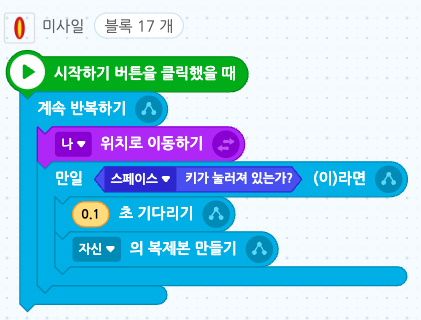 미사일 블록 17 개
시작하기 버튼을 클릭했을 때
계속 반복하기
나 위치로 이동하기
만일 스페이스 키가 눌러져 있는가? (이)라면
0.1 초 기다리기
자신 의 복제본 만들기